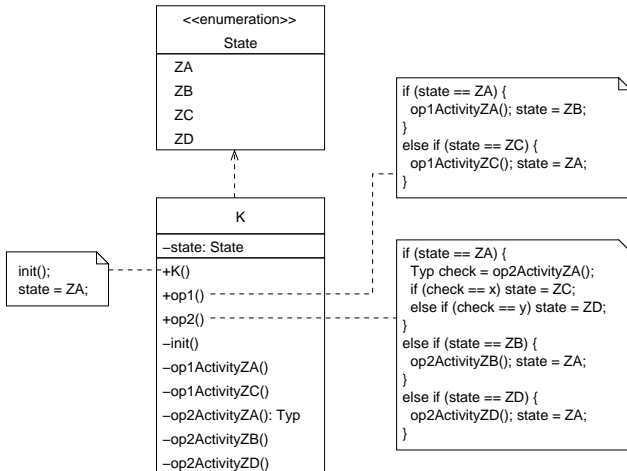 <<enumeration>>
State
ZA
ZB
ZC
ZD
K
−state: State
+K()
+op1()
+op2()
−init()
−op1ActivityZA()
−op1ActivityZC()
−op2ActivityZA(): Typ
−op2ActivityZB()
−op2ActivityZD()
init();
state = ZA;
if (state == ZA) {
op1ActivityZA(); state = ZB;
}
else if (state == ZC) {
op1ActivityZC(); state = ZA;
}
if (state == ZA) {
Typ check = op2ActivityZA();
if (check == x) state = ZC;
else if (check == y) state = ZD;
}
else if (state == ZB) {
op2ActivityZB(); state = ZA;
}
else if (state == ZD) {
op2ActivityZD(); state = ZA;
}